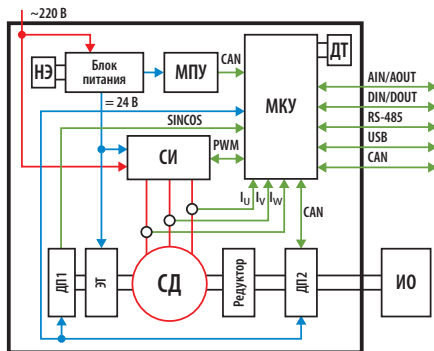 ~220 В
НЭ
Блок
питания
МПУ
CAN
МКУ
ДТ
AIN/AOUT
DIN/DOUT
RS-485
USB
CAN
= 24 В
SINCOS
СИ
PWM
IU IV IW
CAN
ДП1
ЭТ
СД
Редуктор
ДП2
ИО